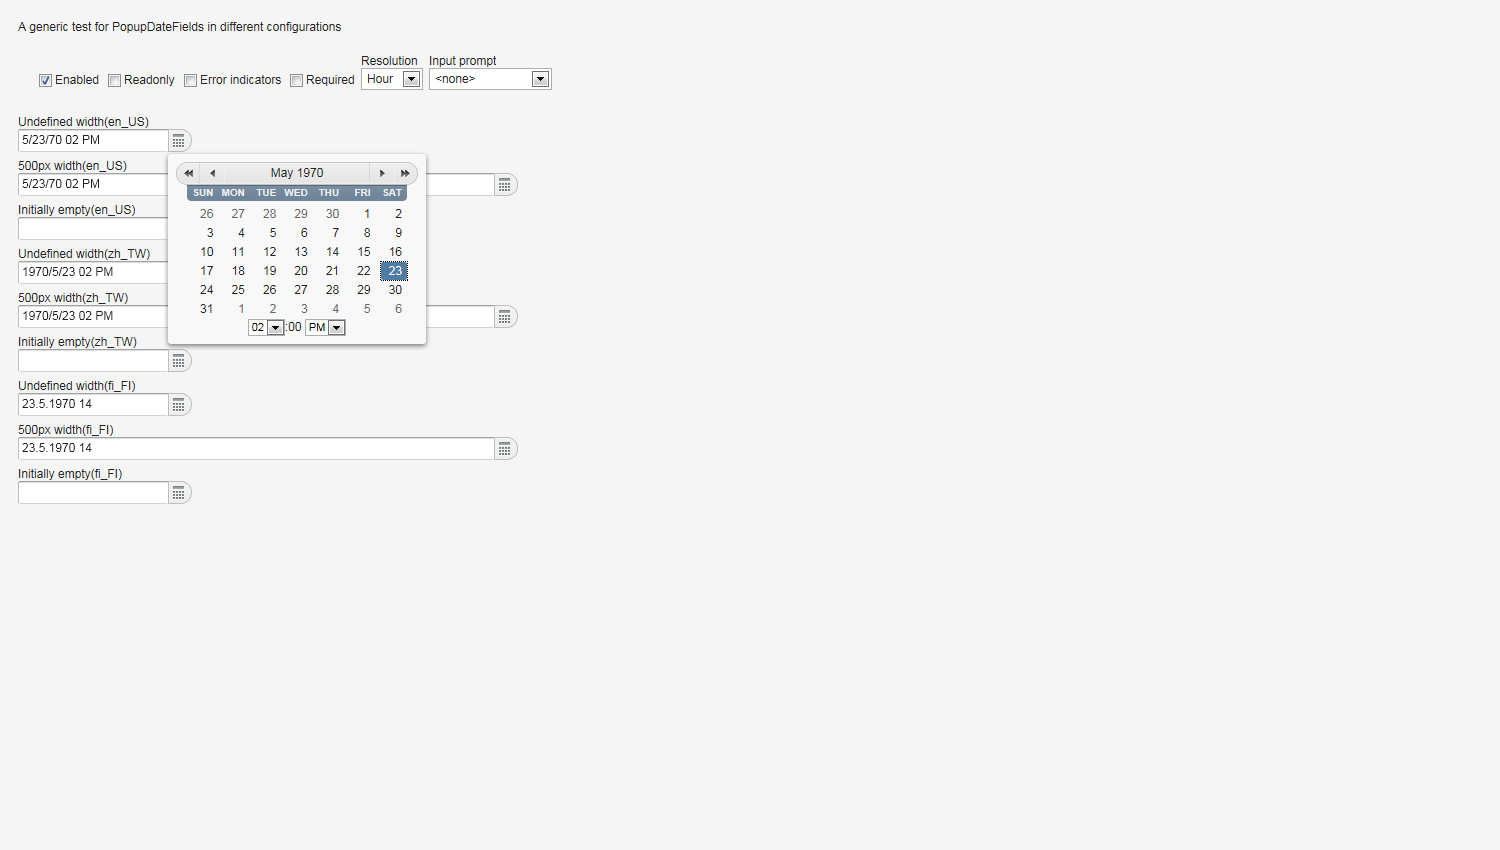 A generic test for PopupDateFields in different configurations
Resolution Input prompt
Enabled Readonly Error indicators Required Hour <none>
Undefined width(en_US)
5/23/70 02 PM
500px width(en_US)
5/23/70 02 PM
Initially empty(en_US)
Undefined width(zh_TW)
1970/5/23 02 PM
500px width(zh_TW)
1970/5/23 02 PM
Initially empty(zh_TW)
Undefined width(fi_FI)
23.5.1970 14
500px width(fi_FI)
23.5.1970 14
Initially empty(fi_FI)
May 1970
SUN MON TUE WED THU FRI SAT
26 27 28 29 30 1 2
3 4 5 6 7 8 9
10 11 12 13 14 15 16
17 18 19 20 21 22 23
24 25 26 27 28 29 30
31 1 2 3 4 5 6
02 :00 PM